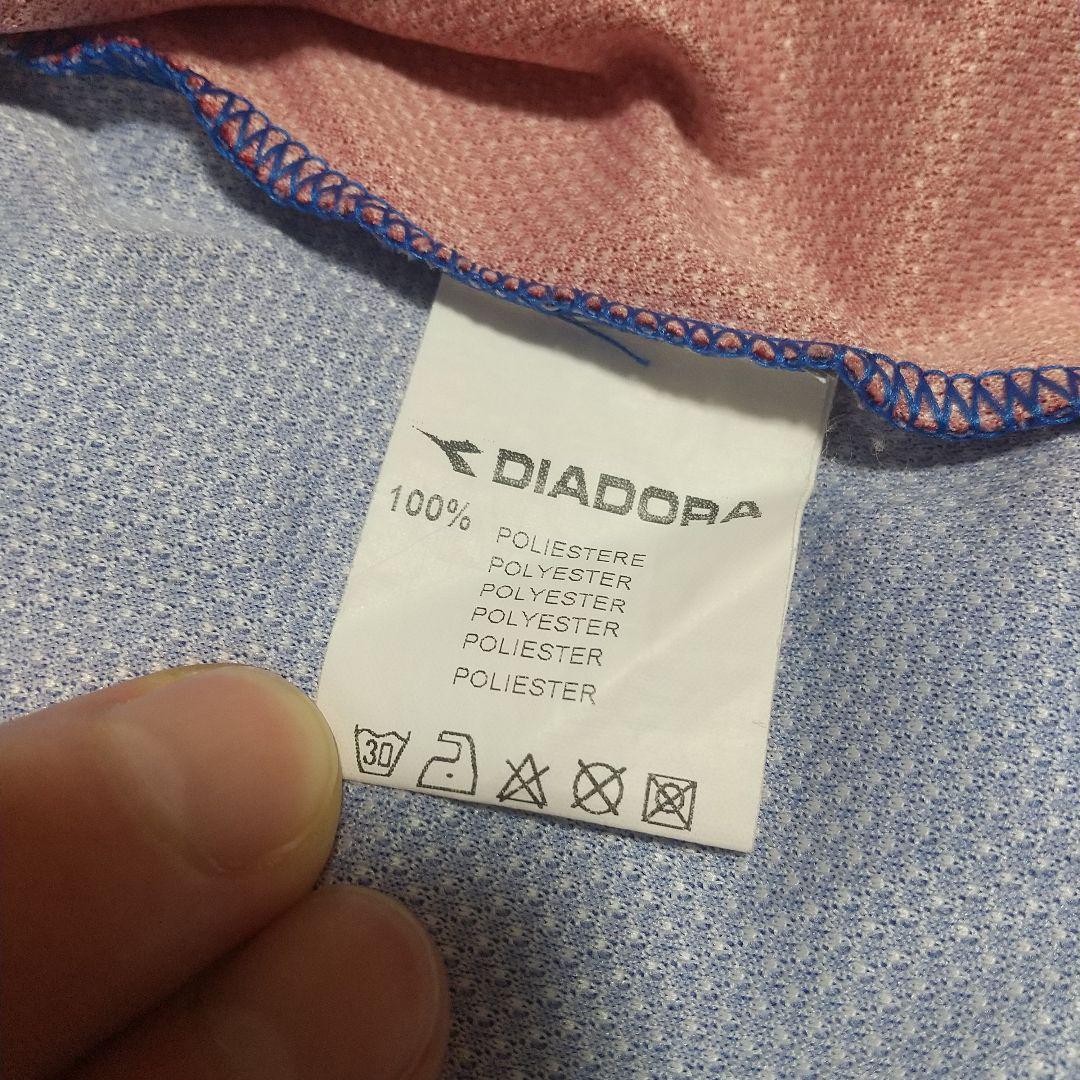 DIADORA
100%
POLIESTERE
POLYESTER
POLYESTER
POLYESTER
POLIESTER
POLIESTER
30